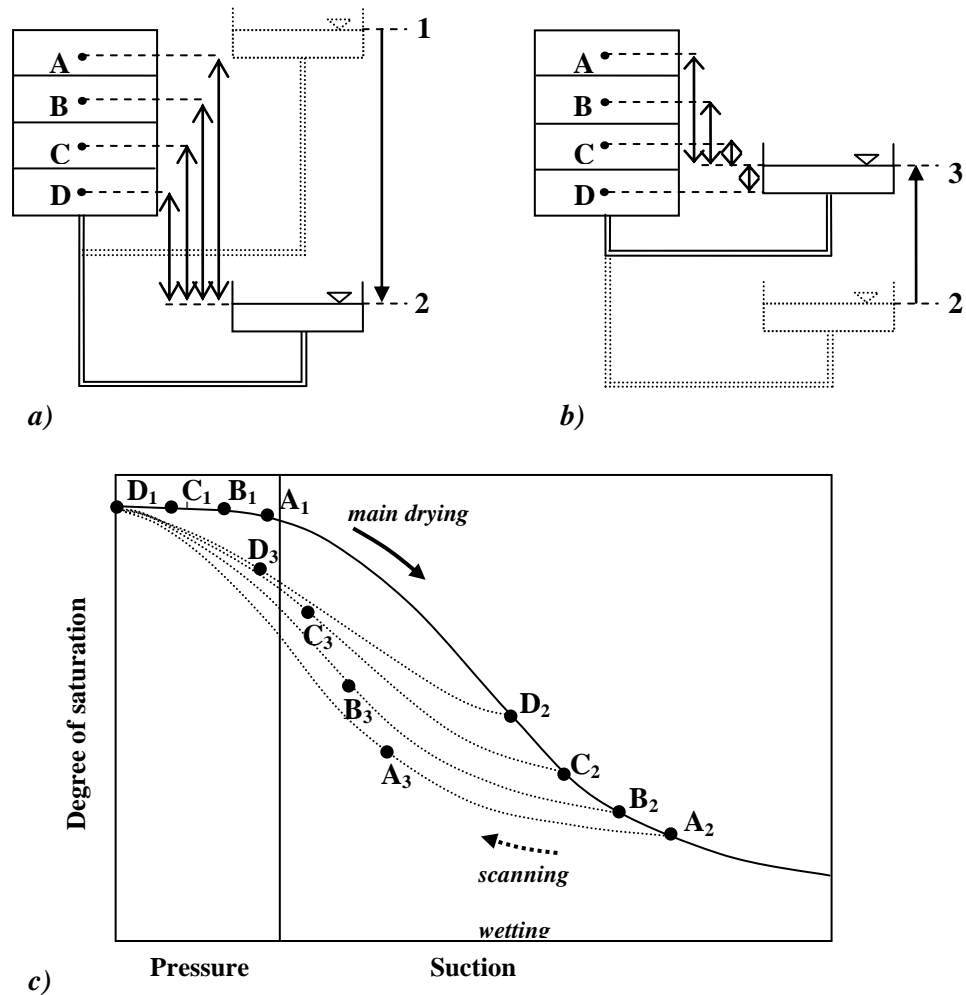 1
A
B
C
D
2
a)
A
B
C
D
3
2
b)
D1 C1 B1 A1
main drying
D3
C3
B3
A3
D2
C2
B2
A2
scanning
wetting
Degree of saturation
Pressure Suction
c)